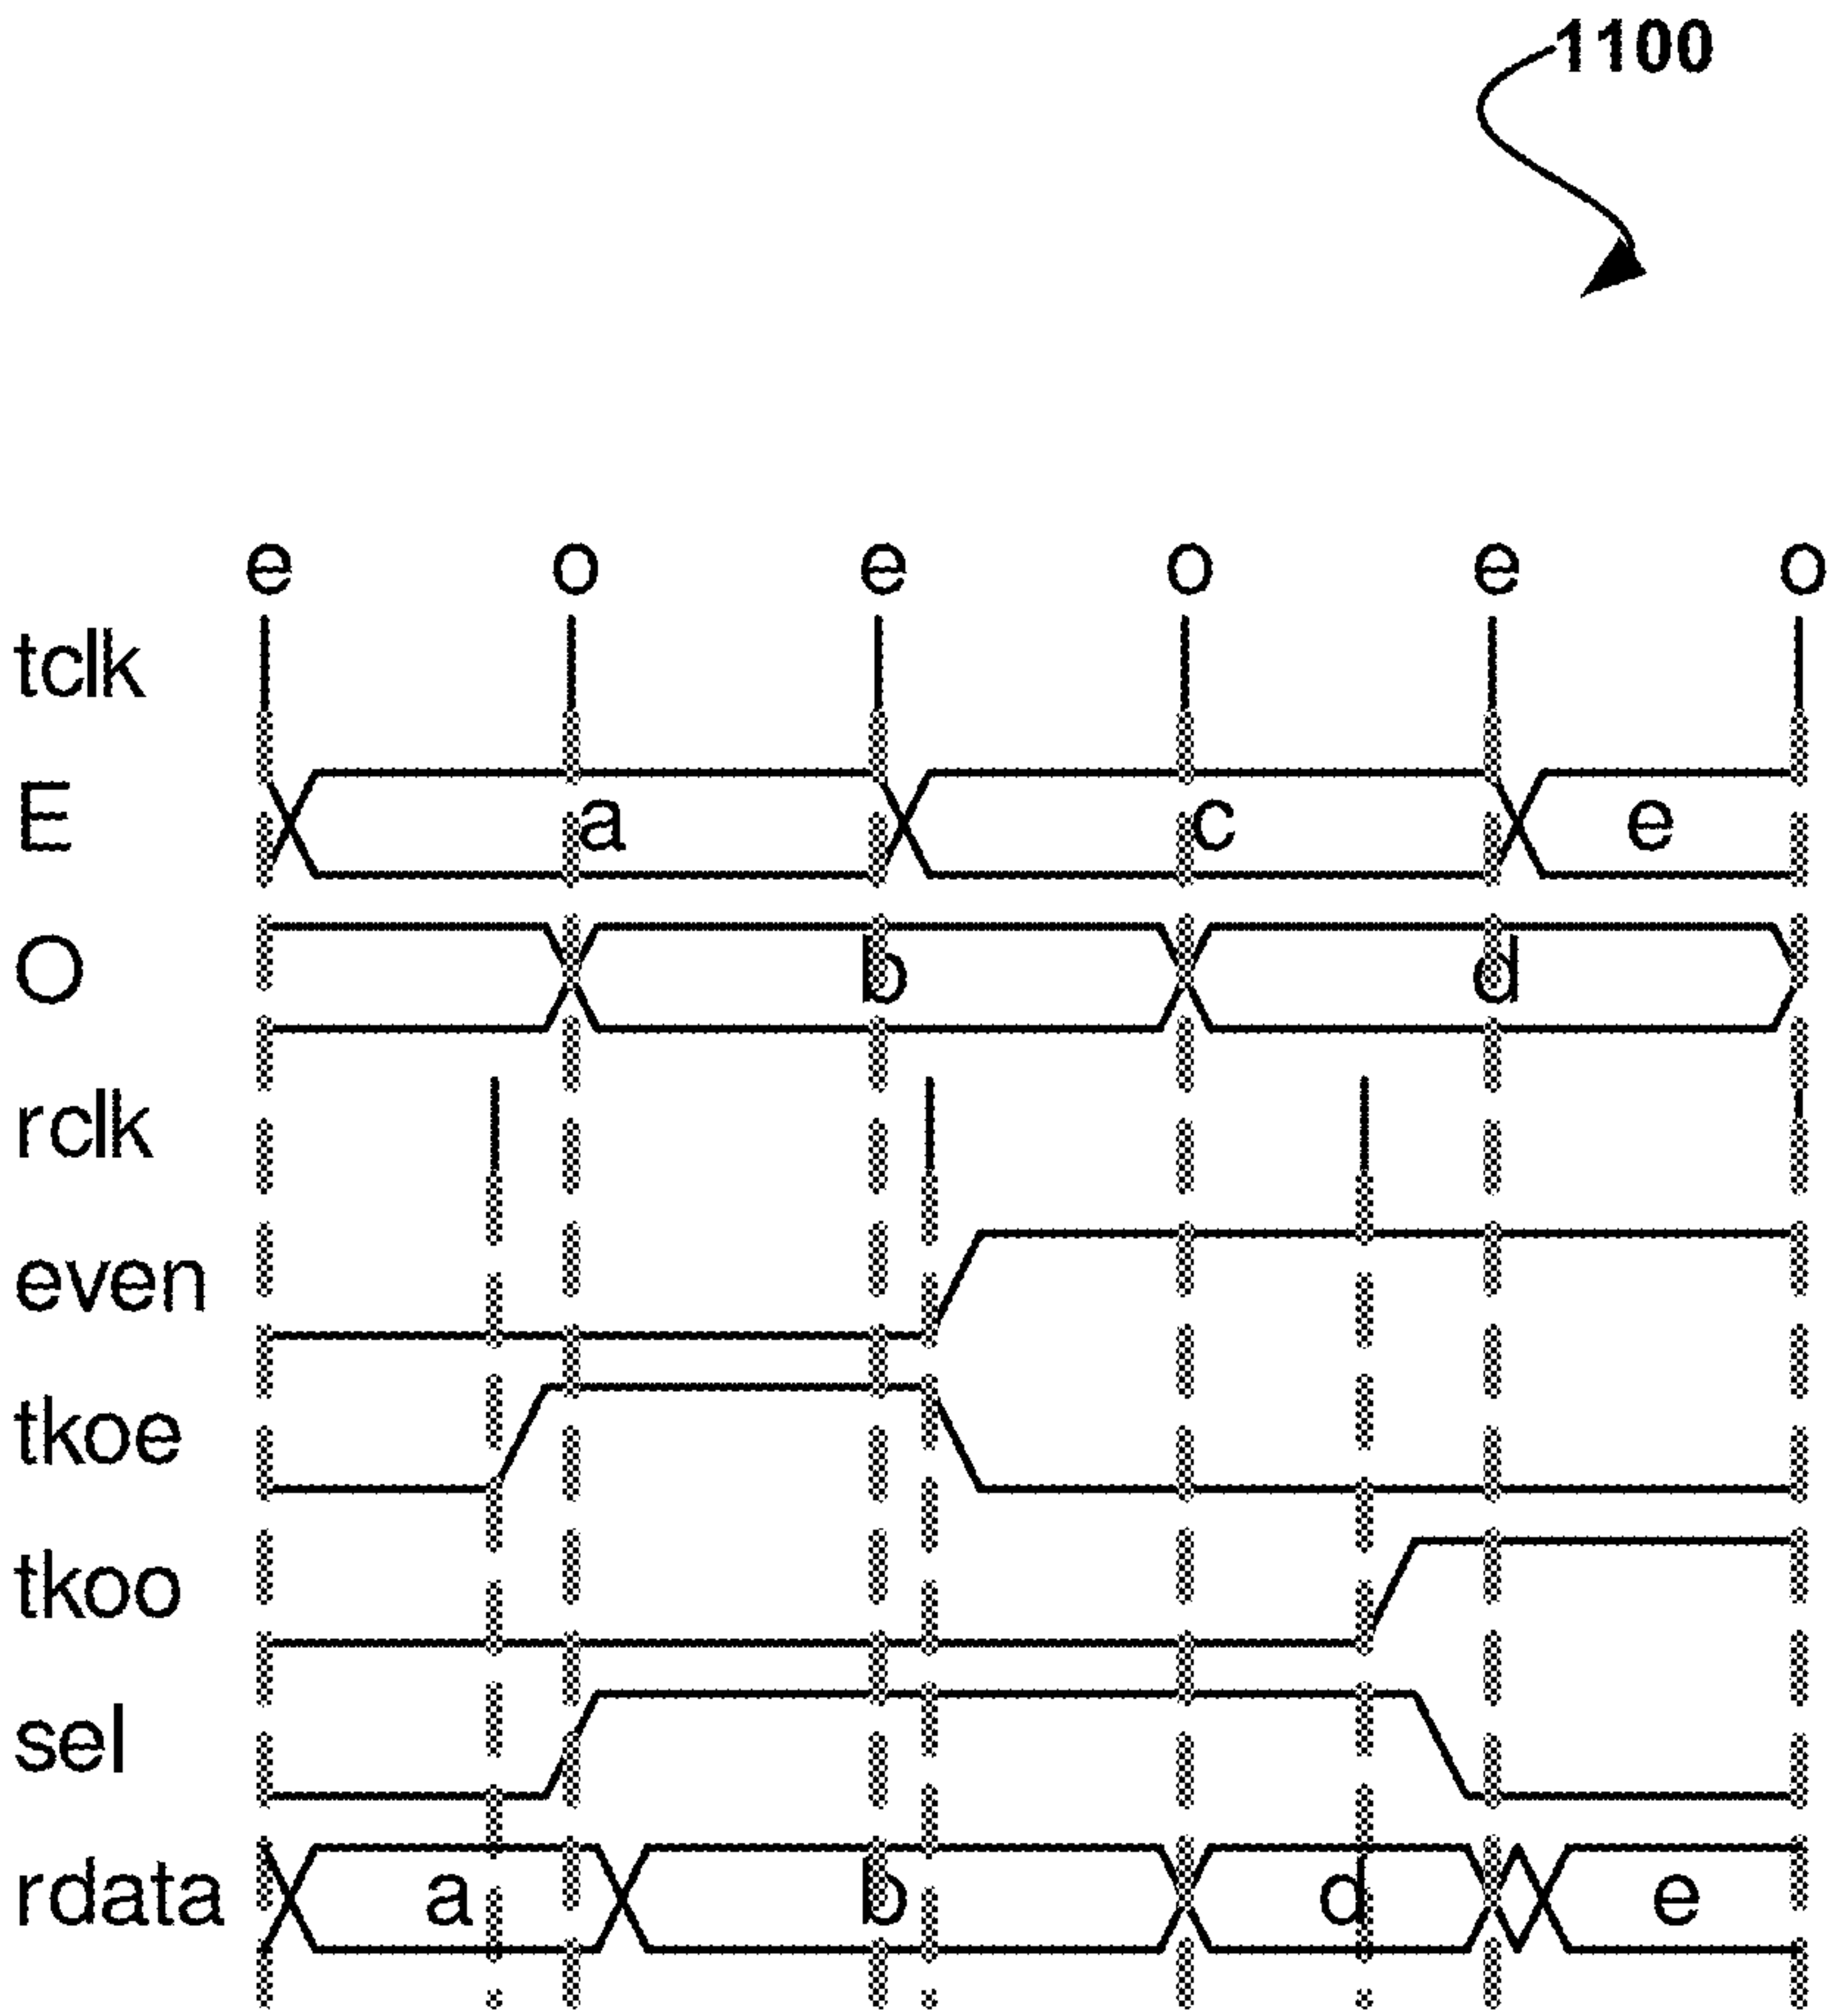 1100
e o e o e o
tclk
E a c e
O b d
rclk
even
tkoe
tkoo
sel
rdata a b d e